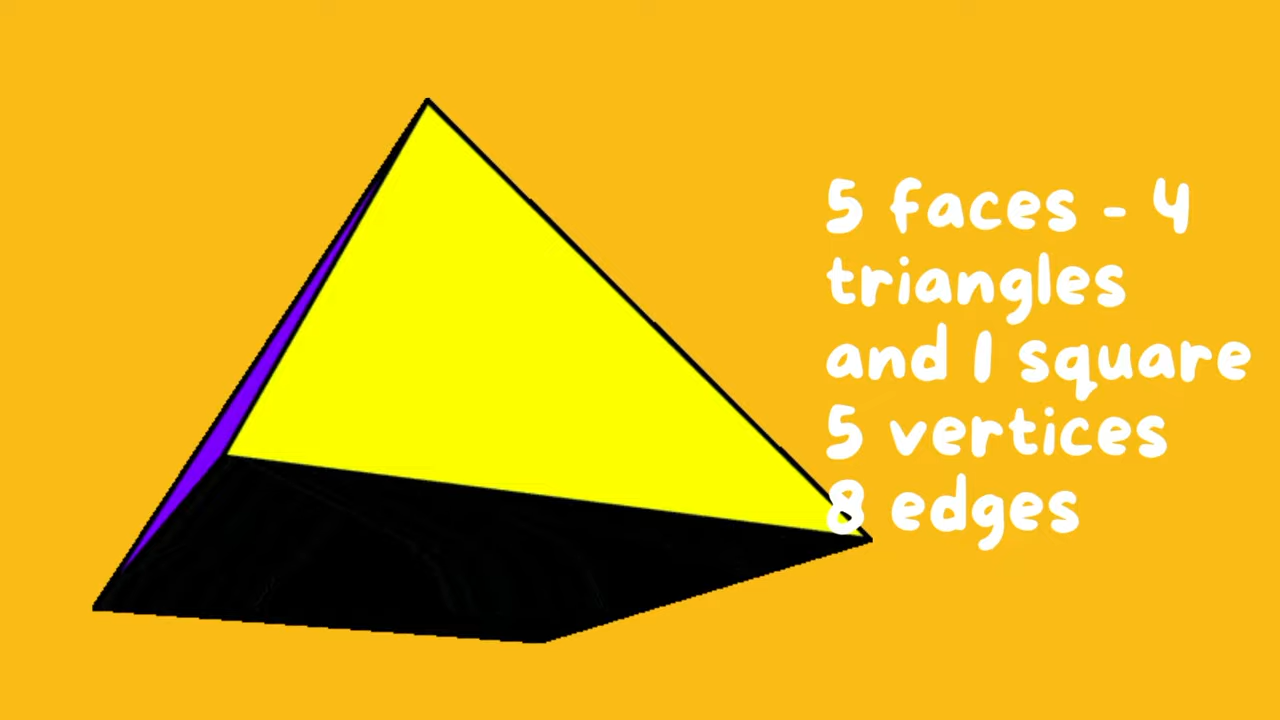 5 faces - 4
triangles
and 1 square
5 vertices
8 edges